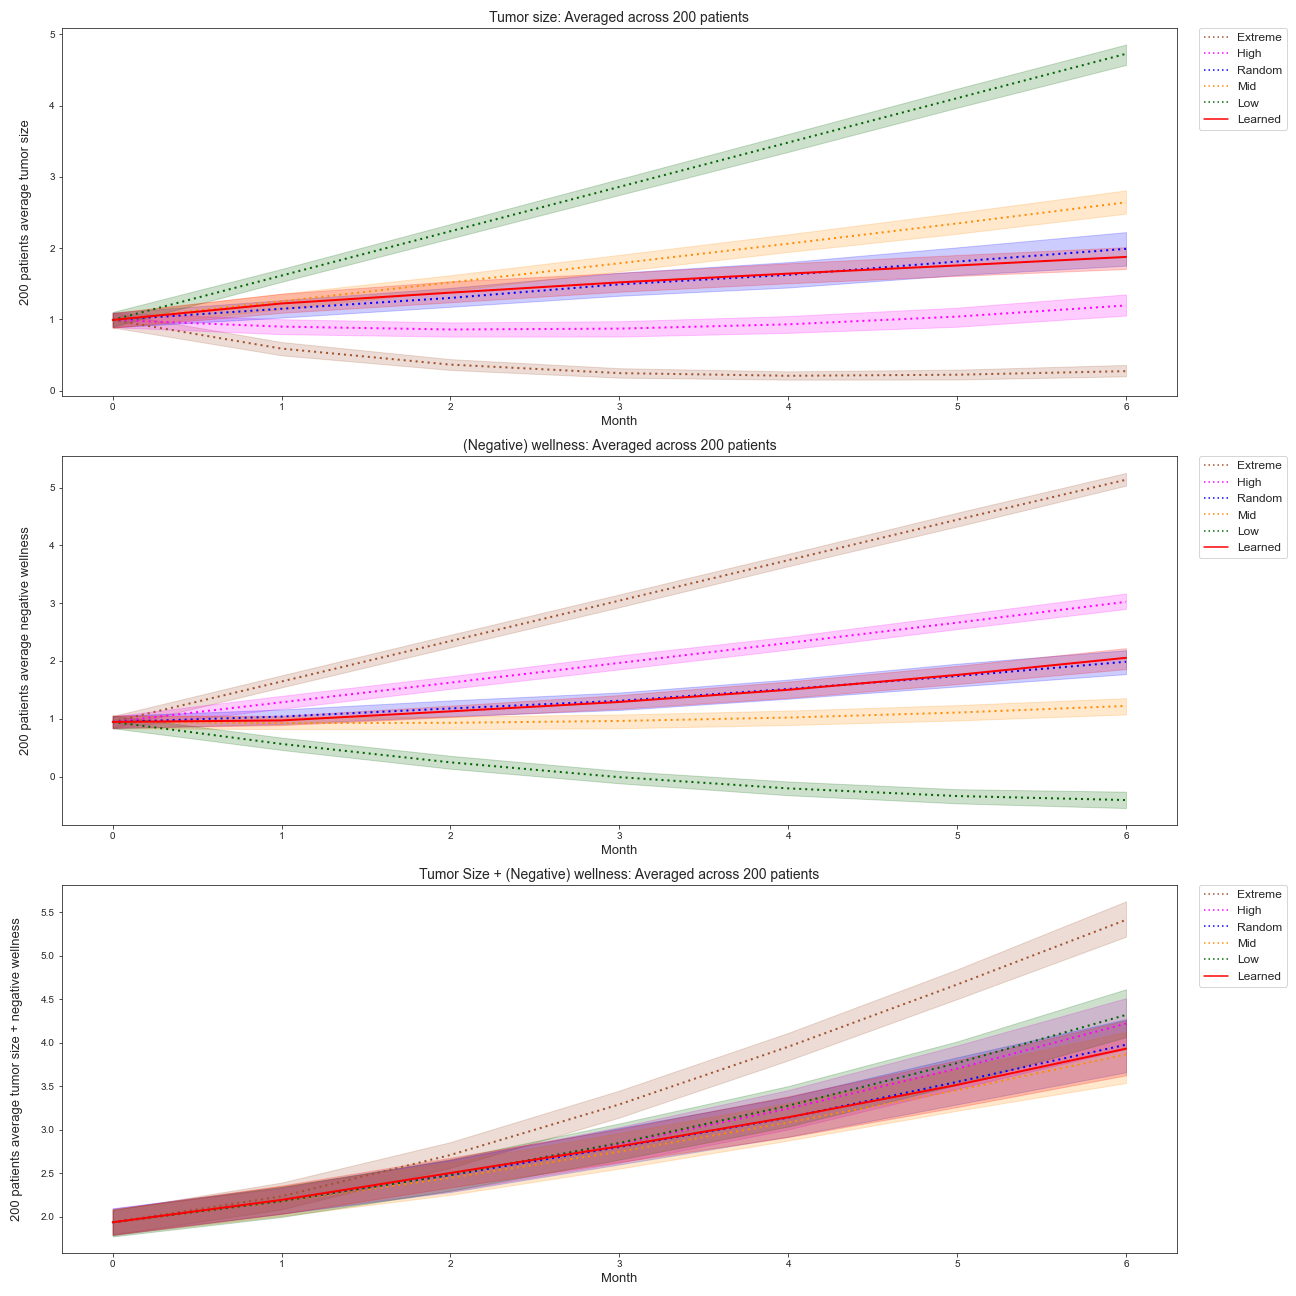 Tumor size: Averaged across 200 patients
200 patients average tumor size
5
4
3
2
1
0
0 1 2 3 4 5 6
Month
Extreme
High
Random
Mid
Low
Learned
(Negative) wellness: Averaged across 200 patients
200 patients average negative wellness
5
4
3
2
1
0
0 1 2 3 4 5 6
Month
Extreme
High
Random
Mid
Low
Learned
Tumor Size + (Negative) wellness: Averaged across 200 patients
200 patients average tumor size + negative wellness
5.5
5.0
4.5
4.0
3.5
3.0
2.5
2.0
0 1 2 3 4 5 6
Month
Extreme
High
Random
Mid
Low
Learned